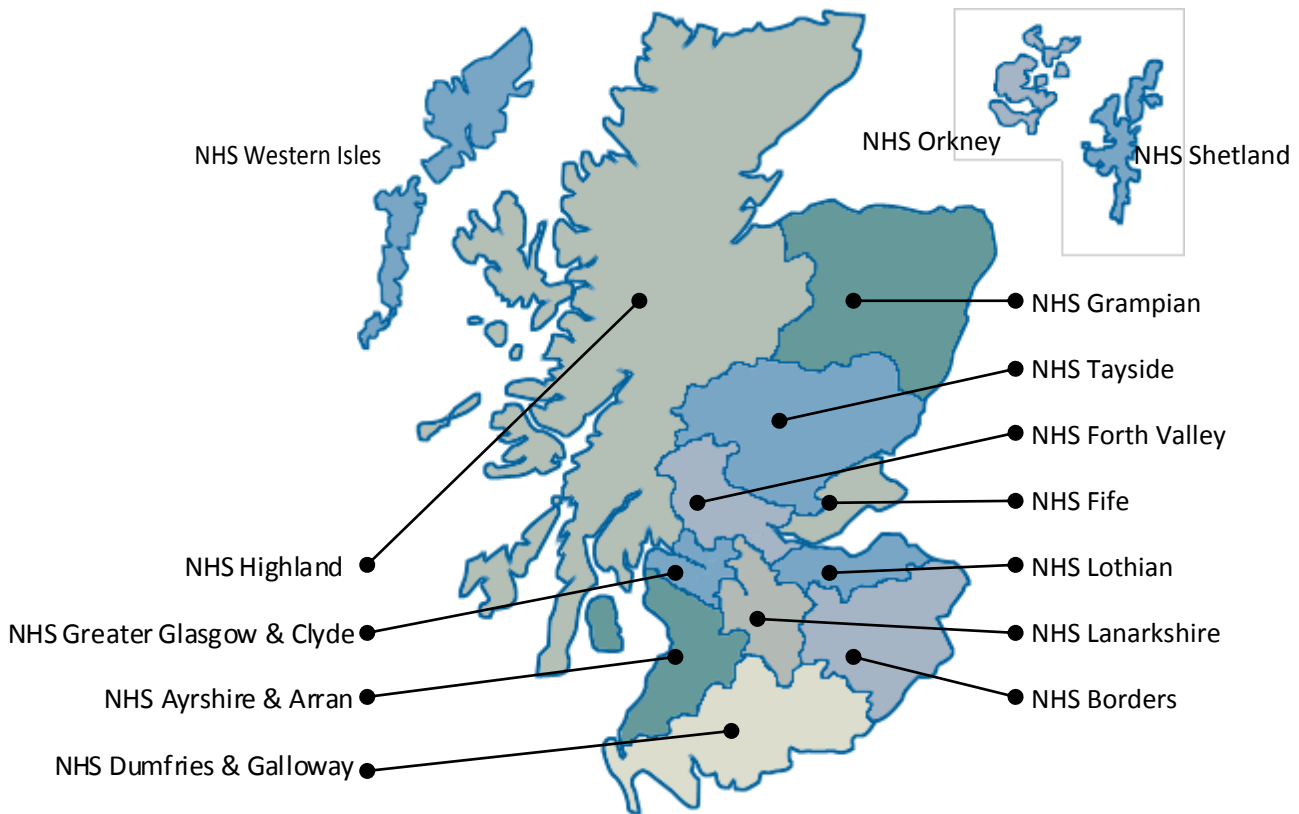 NHS Orkney
NHS Western Isles
NHS Shetland
NHS Grampian
NHS Tayside
NHS Forth Valley
NHS Fife
NHS Highland
NHS Lothian
NHS Greater Glasgow & Clyde
NHS Lanarkshire
NHS Ayrshire & Arran
NHS Borders
NHS Dumfries & Galloway